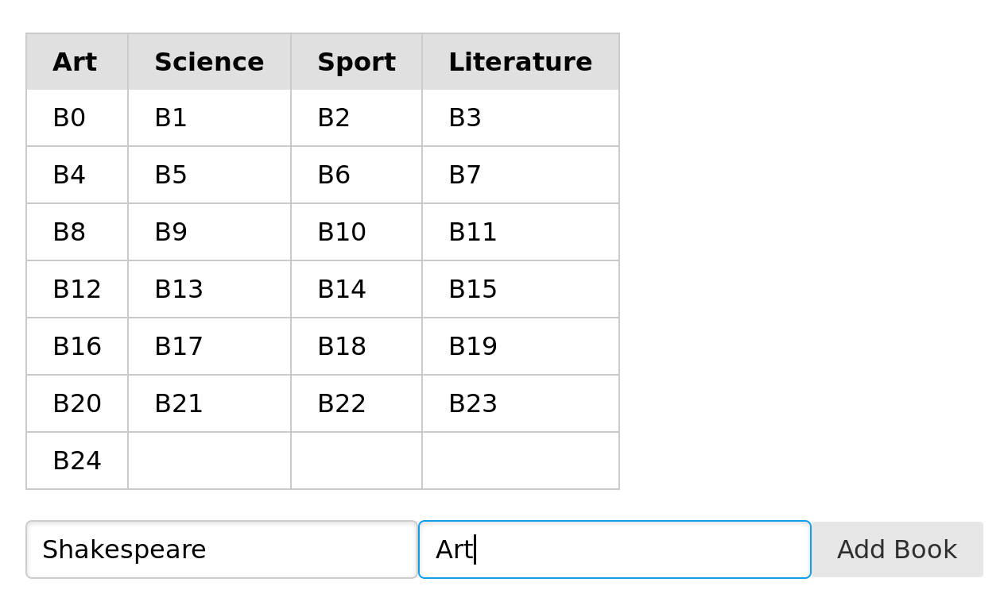 Art Science Sport Literature
B0 B1 B2 B3
B4 B5 B6 B7
B8 B9 B10 B11
B12 B13 B14 B15
B16 B17 B18 B19
B20 B21 B22 B23
B24
Shakespeare Art Add Book